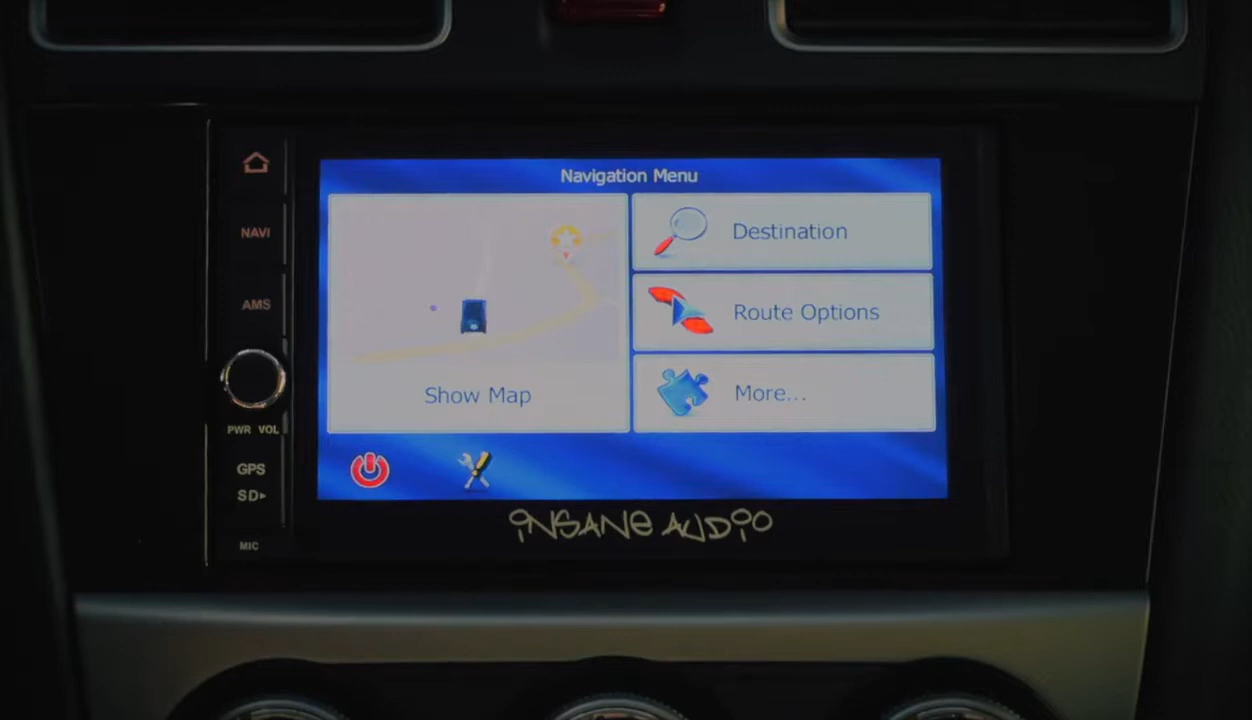 Navigation Menu
NAVI
AMS
PWR VOL
GPS
SD
MIC
Show Map
Destination
Route Options
More...
iNSANE AUDiO